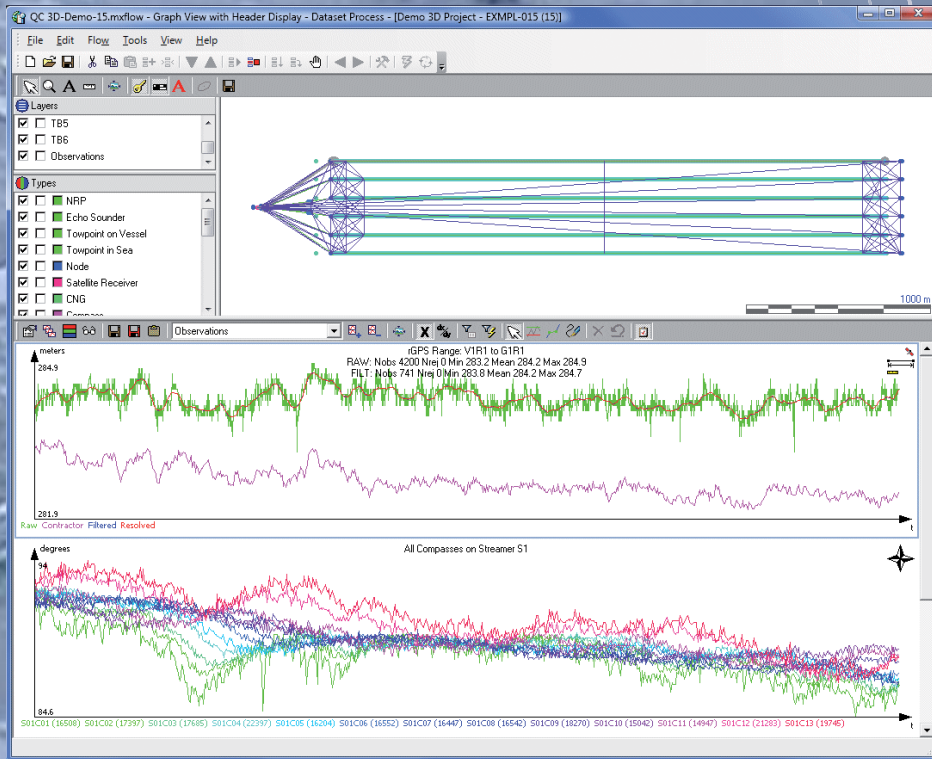 QC 3D-Demo-15.mxflow - Graph View with Header Display - Dataset Process - [Demo 3D Project - EXMPL-015 (15)]
File Edit Flow Tools View Help
Layers
TB5
TB6
Observations
Types
NRP
Echo Sounder
Towpoint on Vessel
Towpoint in Sea
Node
Satellite Receiver
CNG
Compass
1000 m
Observations
meters
rGPS Range: V1R1 to G1R1
RAW: Nobs 4200 Nrej 0 Min 283.2 Mean 284.2 Max 284.9
FILT: Nobs 741 Nrej 0 Min 283.8 Mean 284.2 Max 284.7
284.9
281.9
t
Raw Contractor Filtered Resolved
degrees
All Compasses on Streamer S1
94
84.6
t
S01C01 (16508) S01C02 (17397) S01C03 (17685) S01C04 (22397) S01C05 (16204) S01C06 (16552) S01C07 (16447) S01C08 (16542) S01C09 (18270) S01C10 (15042) S01C11 (14947) S01C12 (21283) S01C13 (19745)